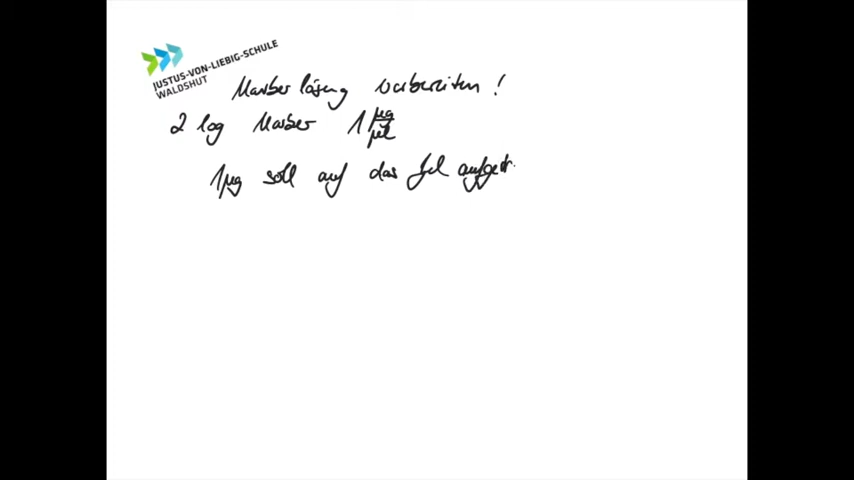 JUSTUS-VON-LIEBIG-SCHULE
WALDSHUT
Marker lösung vorbereiten !
2 log Marker 1 µg/µl
1µg soll auf das Gel aufgetr.